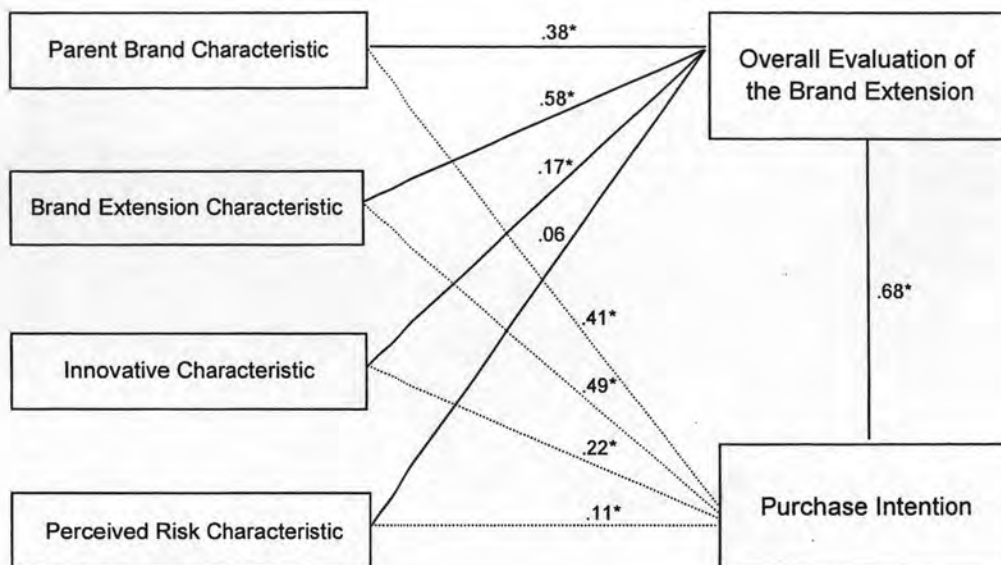 Parent Brand Characteristic
.38*
Overall Evaluation of
the Brand Extension
.58*
.17*
Brand Extension Characteristic
.06
.68*
.41*
Innovative Characteristic
.49*
.22*
Purchase Intention
Perceived Risk Characteristic
.11*